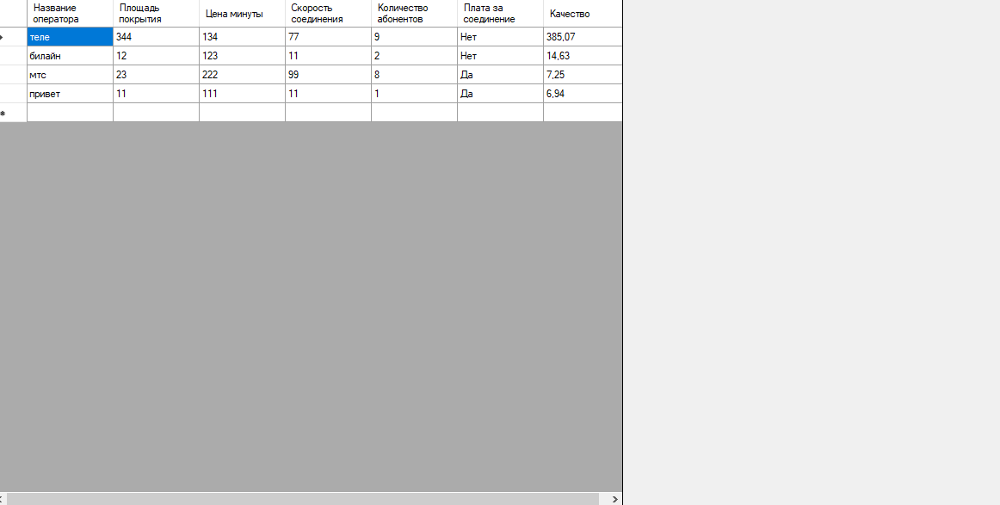 Название оператора Площадь покрытия Цена минуты Скорость соединения Количество абонентов Плата за соединение Качество
теле 344 134 77 9 Нет 385,07
билайн 12 123 11 2 Нет 14,63
мтс 23 222 99 8 Да 7,25
привет 11 111 11 1 Да 6,94